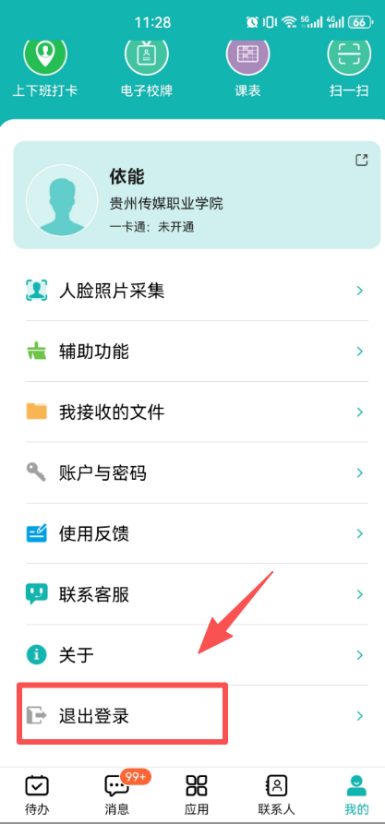 11:28
5G
4G
66
上下班打卡
电子校牌
课表
扫一扫
依能
贵州传媒职业学院
一卡通：未开通
人脸照片采集
辅助功能
我接收的文件
账户与密码
使用反馈
联系客服
关于
退出登录
99+
待办
消息
应用
联系人
我的